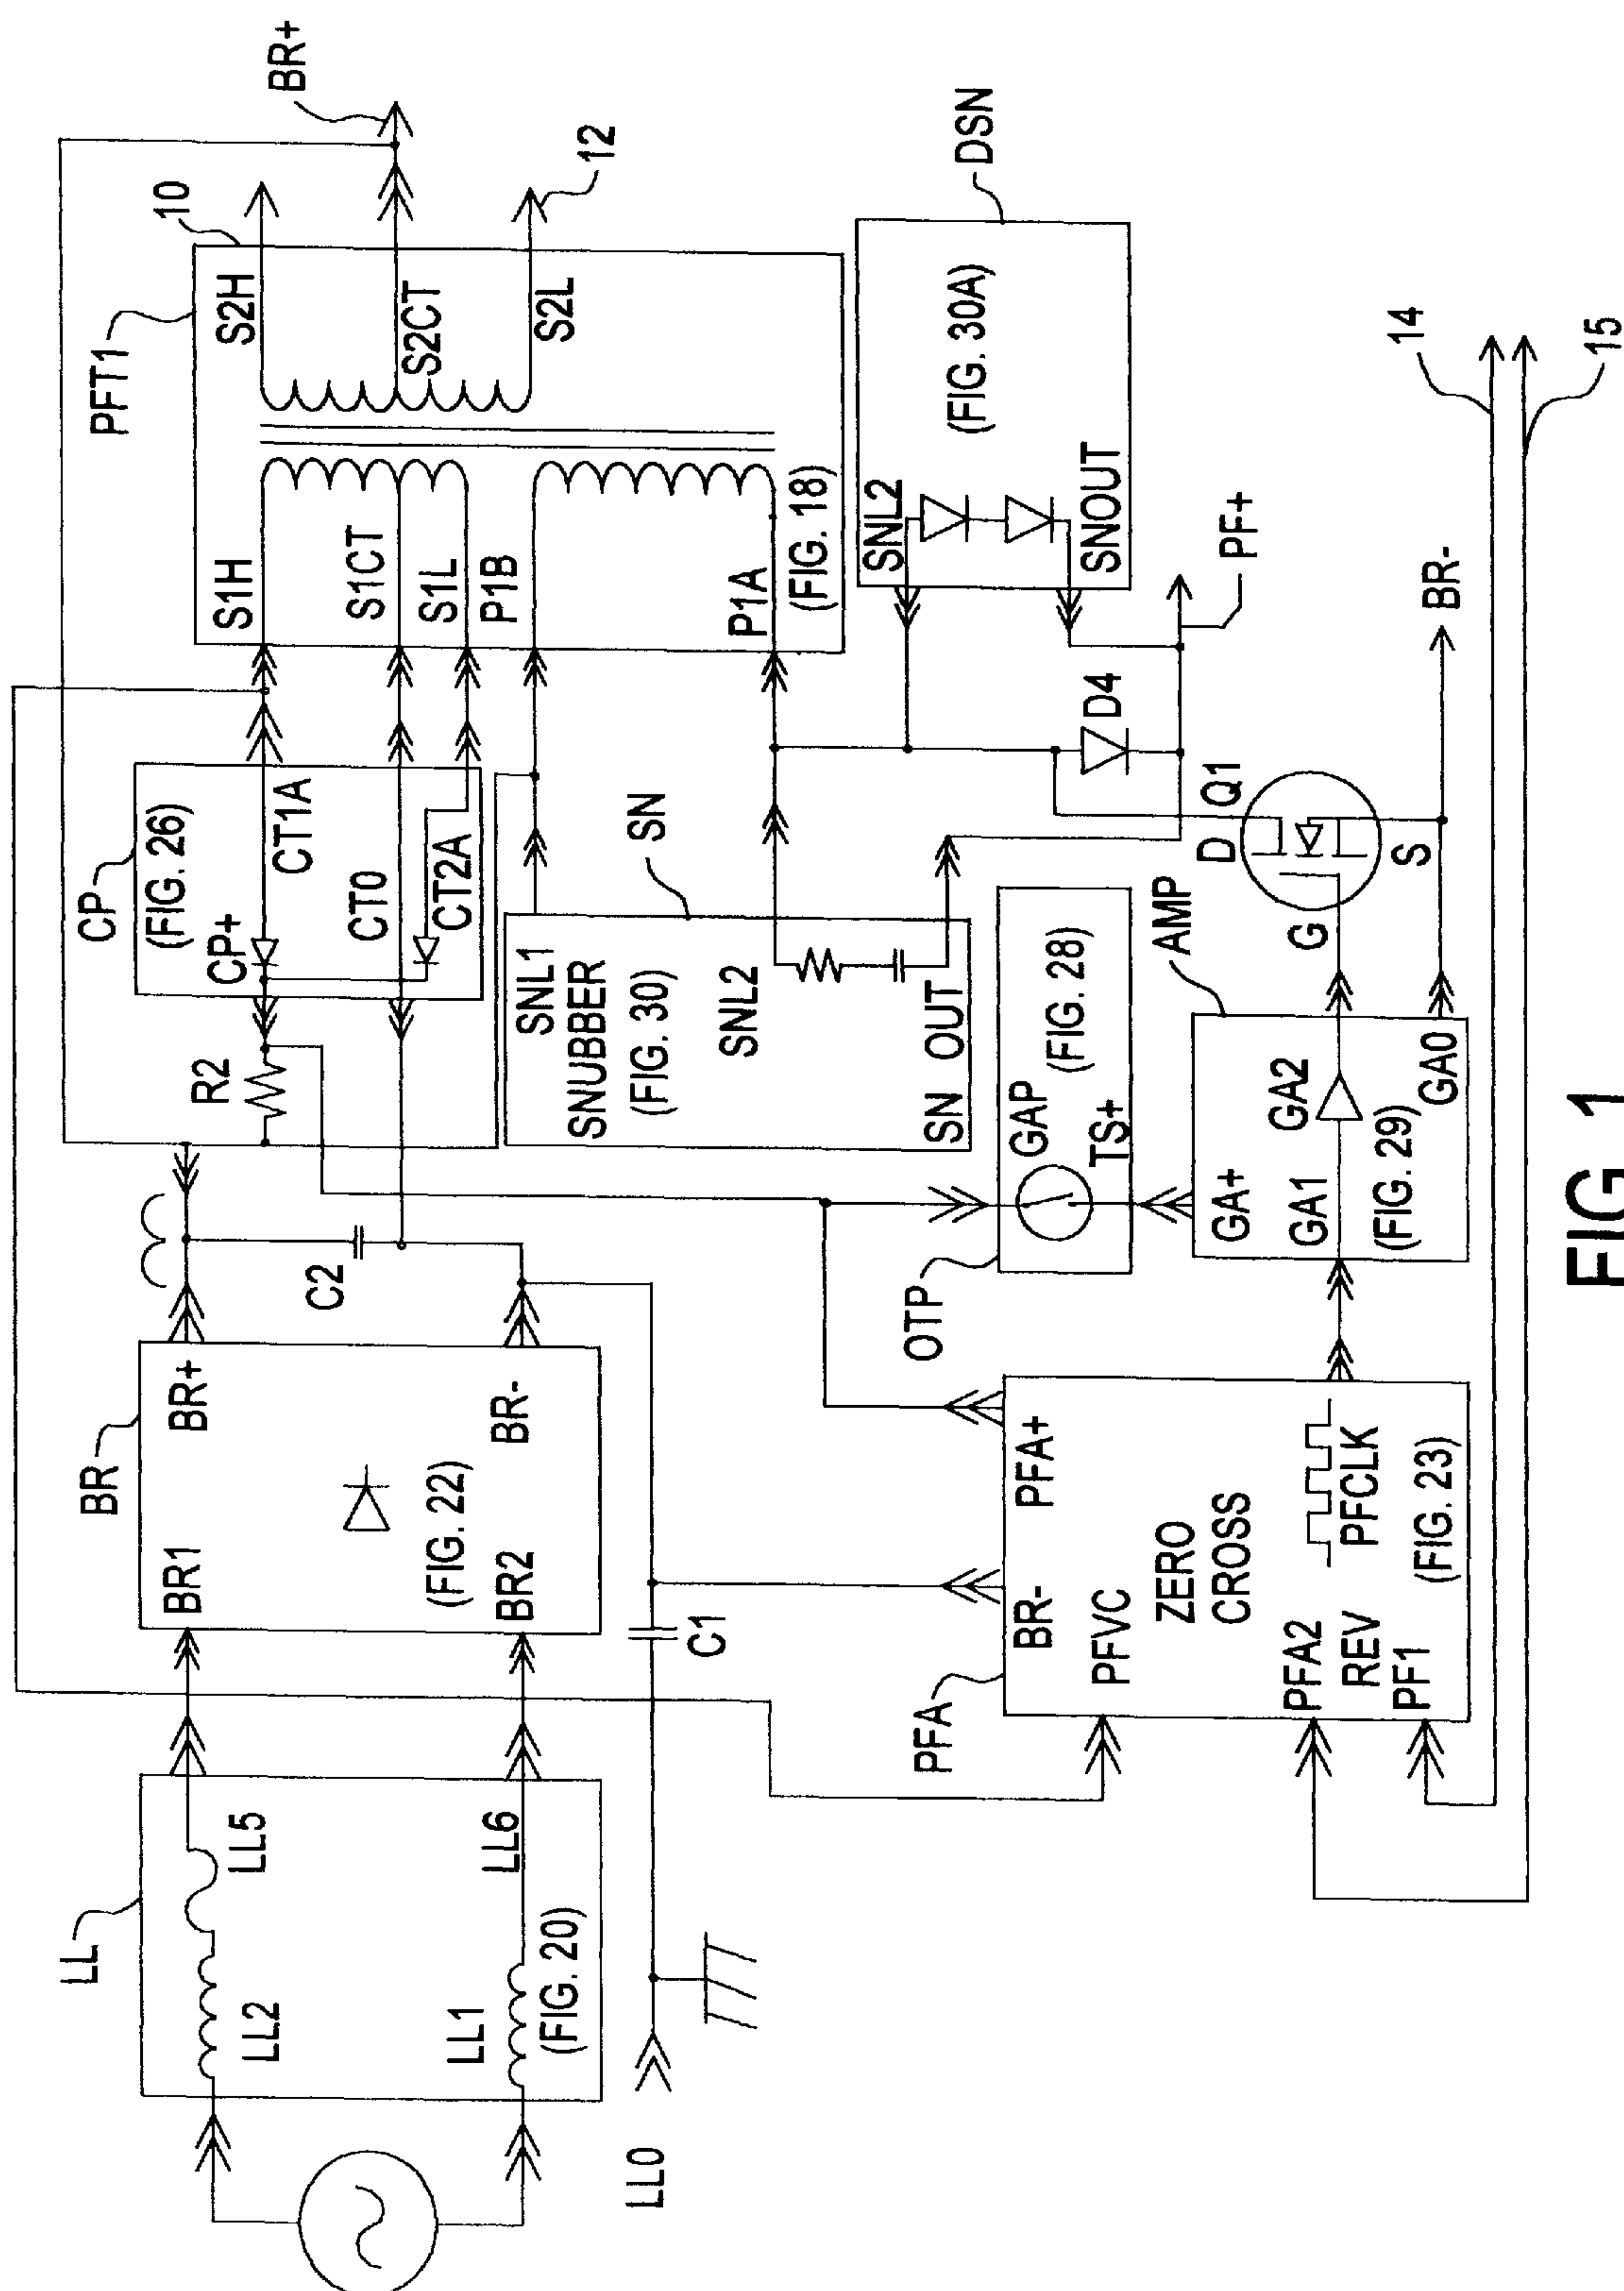 BR+
10
S2H
S2CT
S2L
12
PFT1
S1H
S1CT
S1L
P1B
P1A
(FIG. 18)
DSN
(FIG. 30A)
SNL2
SNOUT
PF+
D4
CP
(FIG. 26)
CP+
CT1A
CT0
CT2A
R2
SN
SNL1
SNUBBER
(FIG. 30)
SNL2
SN OUT
C2
BR
BR+
BR1
(FIG. 22)
BR-
BR2
LL
LL5
LL2
LL6
LL1
(FIG. 20)
LL0
C1
OTP
GAP
(FIG. 28)
TS+
AMP
GA+
GA1
GA2
(FIG. 29)
GA0
Q1
D
G
S
BR-
PFA
BR-
PFA+
PFVC
ZERO
CROSS
PFA2
REV
PF1
PFCLK
(FIG. 23)
14
15
FIG. 1